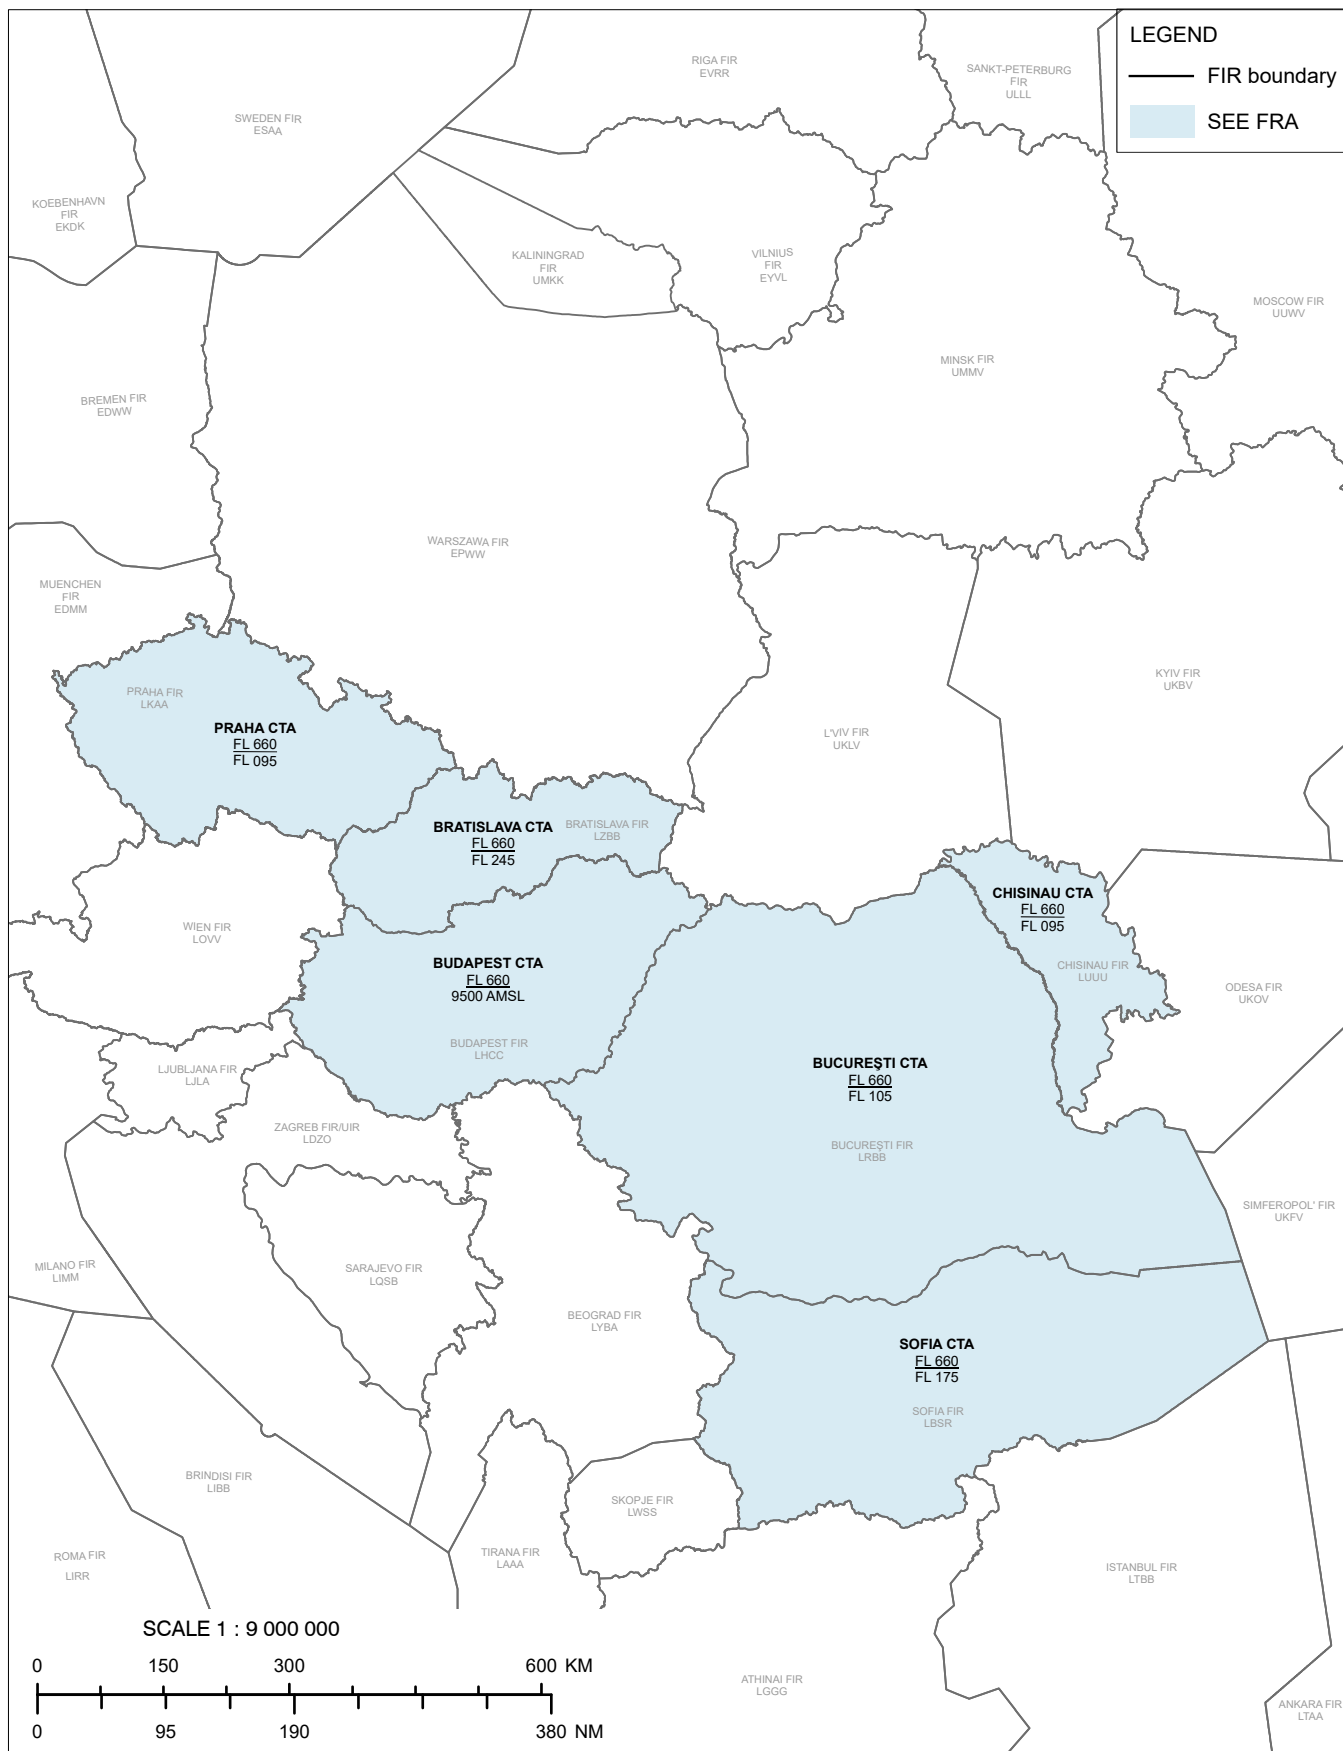 LEGEND
FIR boundary
SEE FRA
RIGA FIR
EVRR
SANKT-PETERBURG
FIR
ULLL
SWEDEN FIR
ESAA
KOEBENHAVN
FIR
EKDK
KALININGRAD
FIR
UMKK
VILNIUS
FIR
EYVL
MOSCOW FIR
UUWV
MINSK FIR
UMMV
BREMEN FIR
EDWW
WARSZAWA FIR
EPWW
MUENCHEN
FIR
EDMM
PRAHA FIR
LKAA
PRAHA CTA
FL 660
FL 095
KYIV FIR
UKBV
L'VIV FIR
UKLV
BRATISLAVA CTA
FL 660
FL 245
BRATISLAVA FIR
LZBB
CHISINAU CTA
FL 660
FL 095
WIEN FIR
LOVV
BUDAPEST CTA
FL 660
9500 AMSL
CHISINAU FIR
LUUU
ODESA FIR
UKOV
BUDAPEST FIR
LHCC
LJUBLJANA FIR
LJLA
BUCUREŞTI CTA
FL 660
FL 105
ZAGREB FIR/UIR
LDZO
BUCUREŞTI FIR
LRBB
SIMFEROPOL' FIR
UKFV
MILANO FIR
LIMM
SARAJEVO FIR
LQSB
BEOGRAD FIR
LYBA
SOFIA CTA
FL 660
FL 175
SOFIA FIR
LBSR
BRINDISI FIR
LIBB
SKOPJE FIR
LWSS
ROMA FIR
LIRR
TIRANA FIR
LAAA
ISTANBUL FIR
LTBB
SCALE 1 : 9 000 000
0 150 300 600 KM
0 95 190 380 NM
ATHINAI FIR
LGGG
ANKARA FIR
LTAA